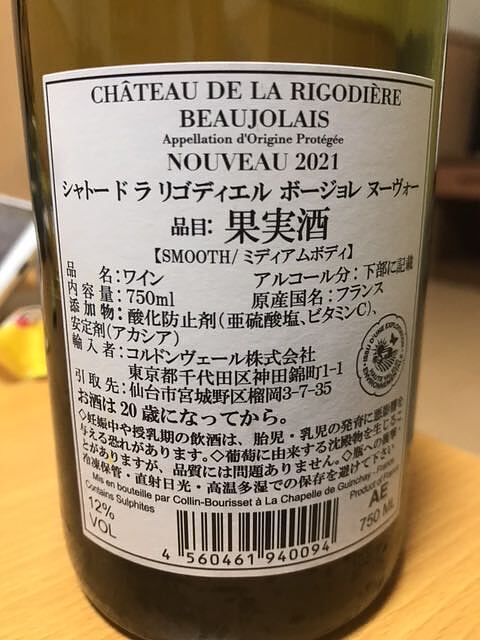 CHÂTEAU DE LA RIGODIÈRE
BEAUJOLAIS
Appellation d'Origine Protégée
NOUVEAU 2021
シャトー ド ラ リゴディエル ボージョレ ヌーヴォー
品目: 果実酒
【SMOOTH/ ミディアムボディ】
品 名:ワイン アルコール分:下部に記載
内容量:750ml 原産国名:フランス
添加物:酸化防止剤(亜硫酸塩、ビタミンC)、
安定剤(アカシア)
輸入者:コルドンヴェール株式会社
東京都千代田区神田錦町1-1
引取先:仙台市宮城野区榴岡3-7-35
お酒は20歳になってから。
◇妊娠中や授乳期の飲酒は、胎児・乳児の発育に悪影響を
与える恐れがあります。◇葡萄に由来する沈殿物を生じるこ
とがありますが、品質には問題ありません。◇瓶への衝撃・
冷凍保管・直射日光・高温多湿での保存を避けて下さい
Mis en bouteille par Collin-Bourisset à La Chapelle de Guinchay, France
Contains Sulphites Product of France
12% AE
VOL 750 ML
4 560461 940094